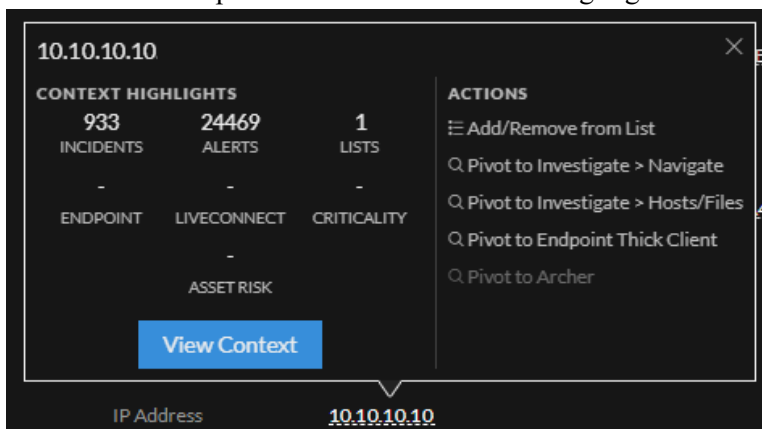 10.10.10.10
CONTEXT HIGHLIGHTS
933 24469 1
INCIDENTS ALERTS LISTS
- - -
ENDPOINT LIVECONNECT CRITICALITY
-
ASSET RISK
View Context
ACTIONS
Add/Remove from List
Pivot to Investigate > Navigate
Pivot to Investigate > Hosts/Files
Pivot to Endpoint Thick Client
Pivot to Archer
IP Address 10.10.10.10